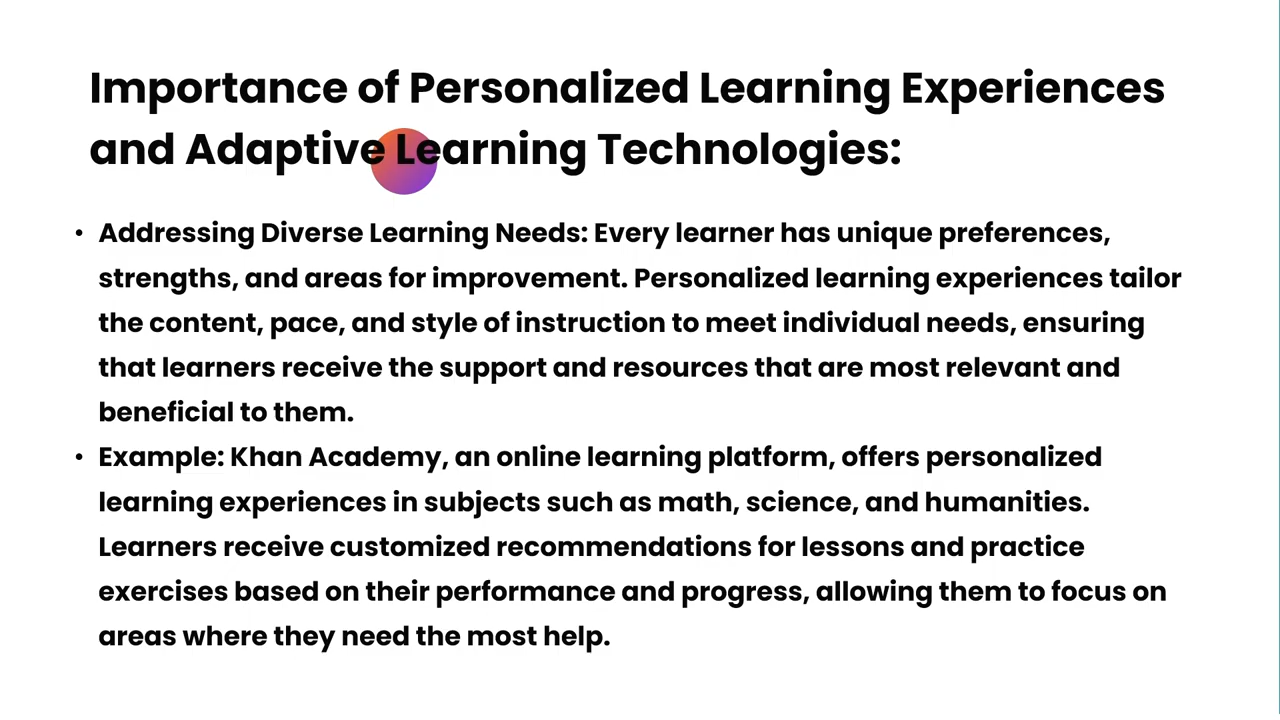 Importance of Personalized Learning Experiences
and Adaptive Learning Technologies:
• Addressing Diverse Learning Needs: Every learner has unique preferences,
strengths, and areas for improvement. Personalized learning experiences tailor
the content, pace, and style of instruction to meet individual needs, ensuring
that learners receive the support and resources that are most relevant and
beneficial to them.
• Example: Khan Academy, an online learning platform, offers personalized
learning experiences in subjects such as math, science, and humanities.
Learners receive customized recommendations for lessons and practice
exercises based on their performance and progress, allowing them to focus on
areas where they need the most help.